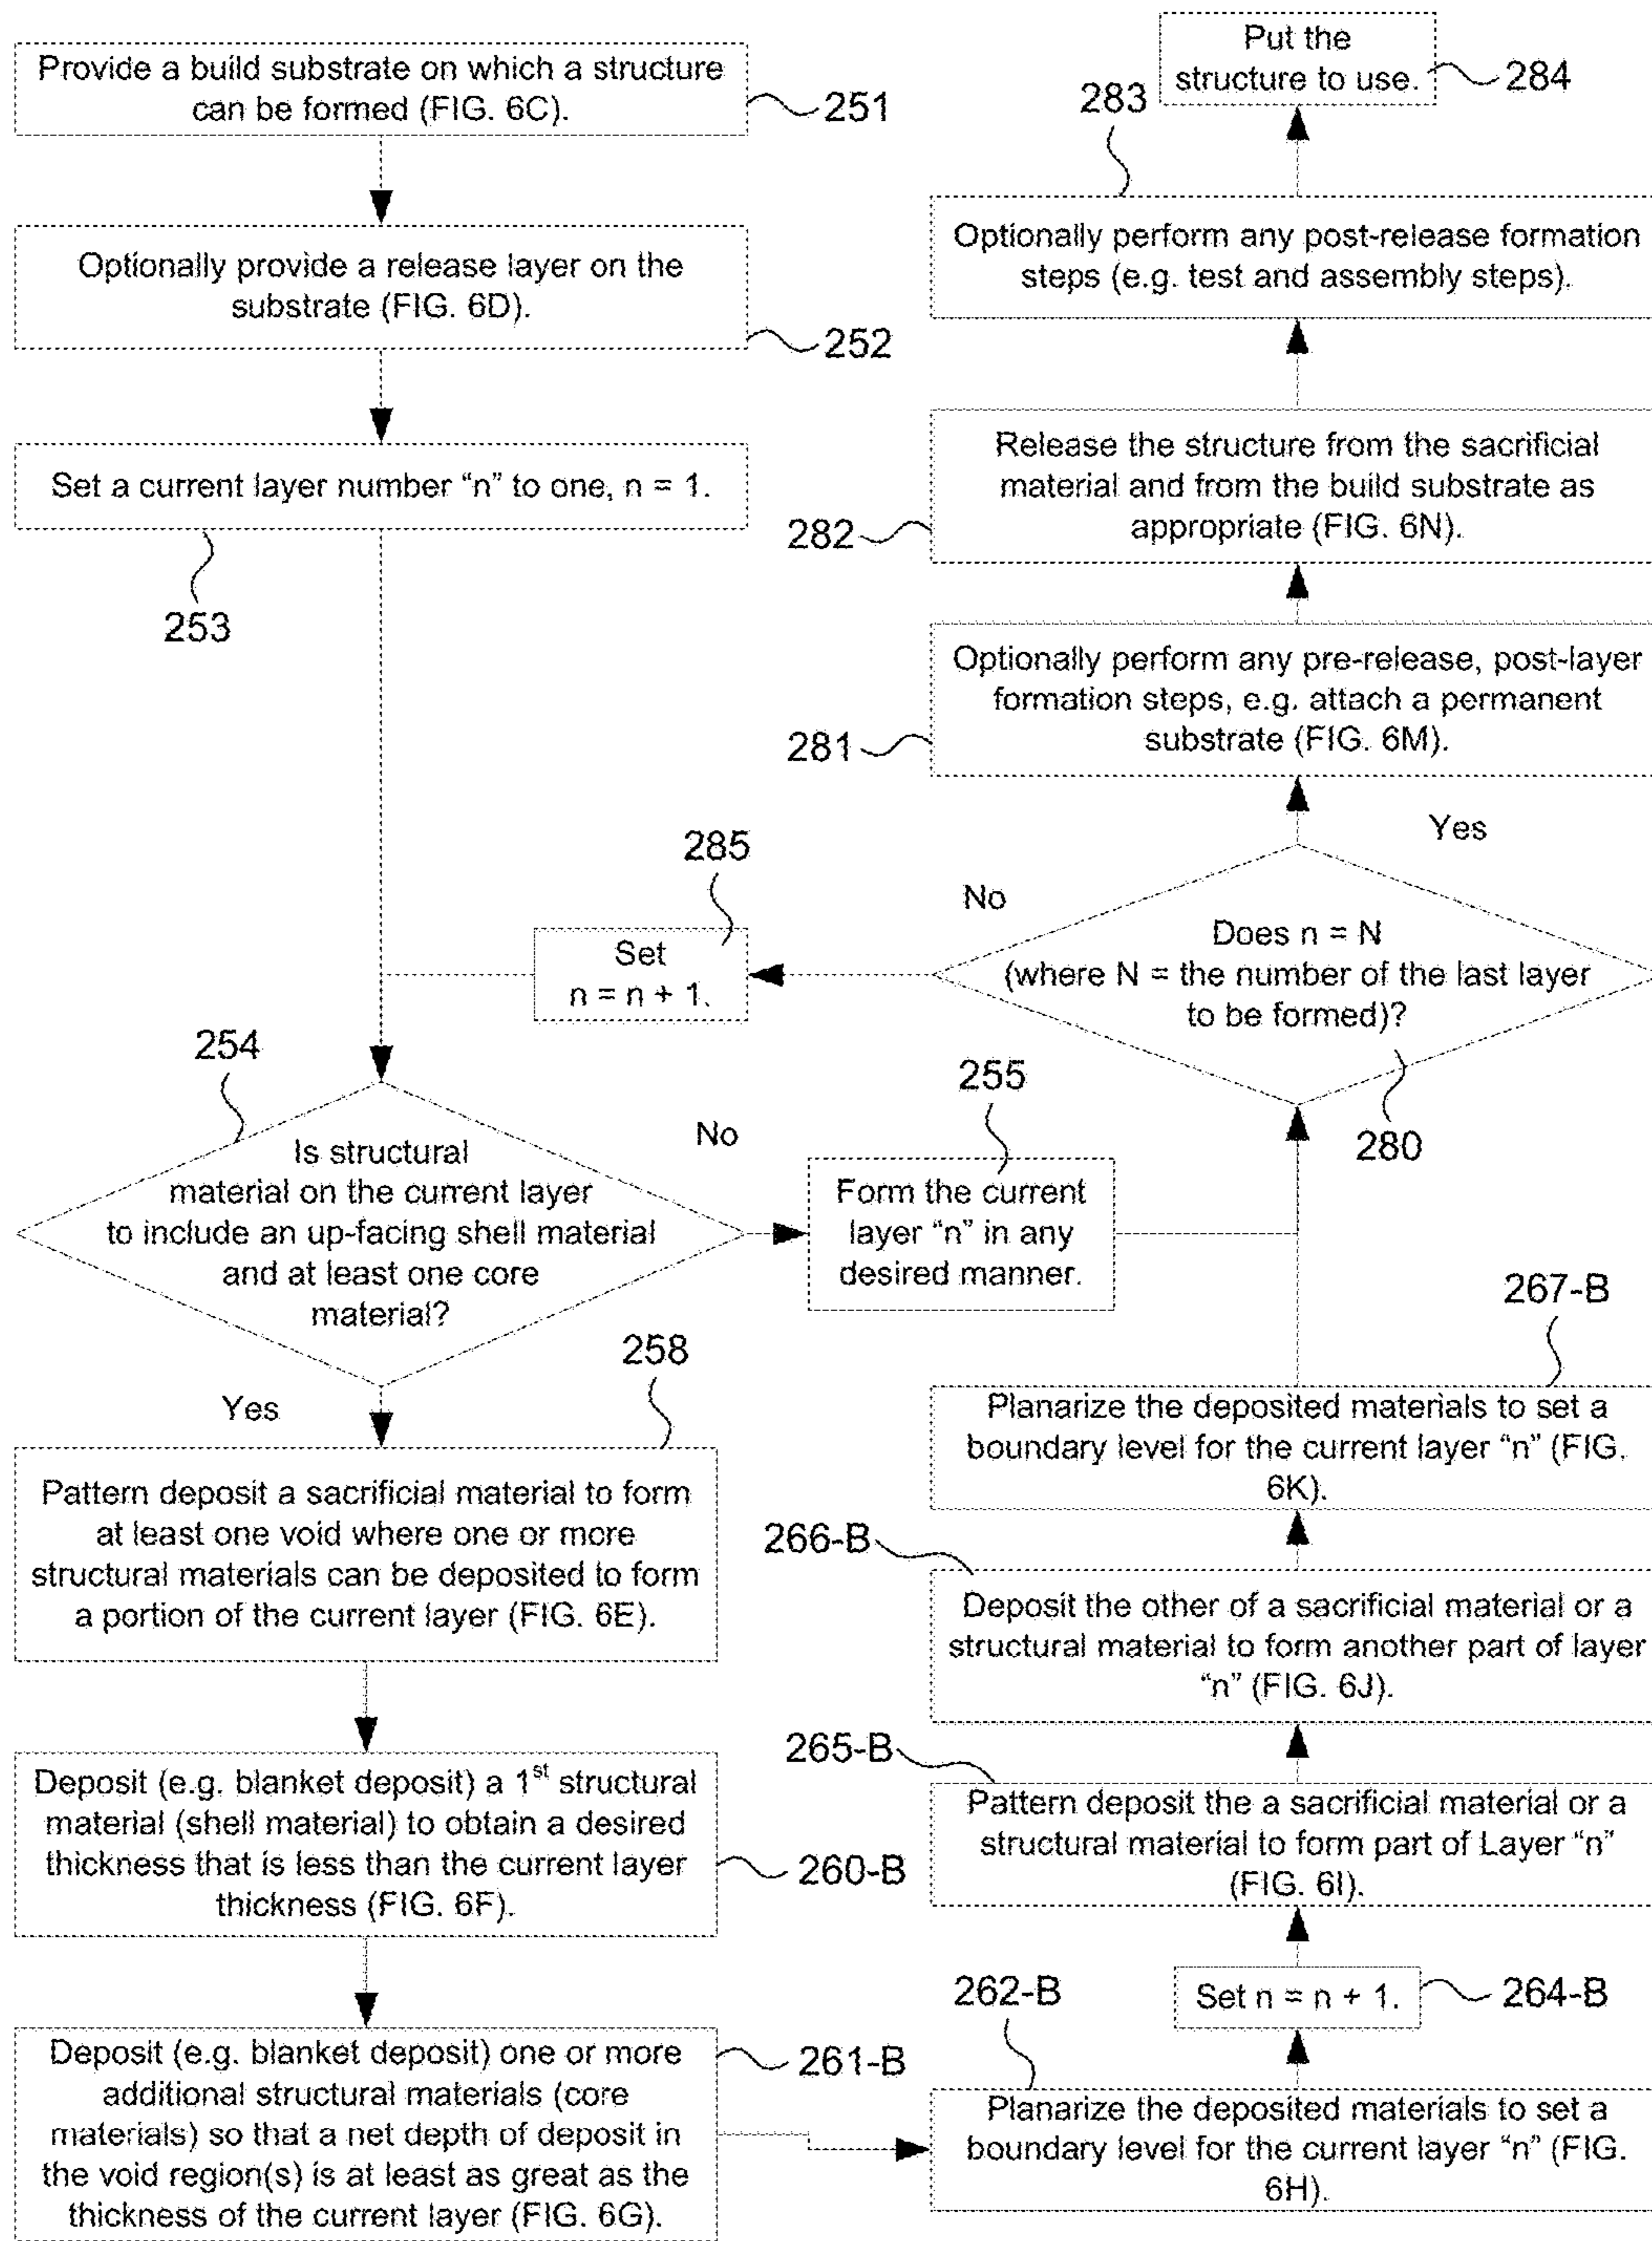 Provide a build substrate on which a structure
can be formed (FIG. 6C).
251
Optionally provide a release layer on the
substrate (FIG. 6D).
252
Set a current layer number “n” to one, n = 1.
253
254
Is structural
material on the current layer
to include an up-facing shell material
and at least one core
material?
No
Yes
255
Form the current
layer “n” in any
desired manner.
258
Pattern deposit a sacrificial material to form
at least one void where one or more
structural materials can be deposited to form
a portion of the current layer (FIG. 6E).
Deposit (e.g. blanket deposit) a 1st structural
material (shell material) to obtain a desired
thickness that is less than the current layer
thickness (FIG. 6F).
260-B
Deposit (e.g. blanket deposit) one or more
additional structural materials (core
materials) so that a net depth of deposit in
the void region(s) is at least as great as the
thickness of the current layer (FIG. 6G).
261-B
262-B
Planarize the deposited materials to set a
boundary level for the current layer “n” (FIG.
6H).
Set n = n + 1.
264-B
265-B
Pattern deposit the a sacrificial material or a
structural material to form part of Layer “n”
(FIG. 6I).
266-B
Deposit the other of a sacrificial material or a
structural material to form another part of layer
“n” (FIG. 6J).
267-B
Planarize the deposited materials to set a
boundary level for the current layer “n” (FIG.
6K).
Does n = N
(where N = the number of the last layer
to be formed)?
280
No
Yes
285
Set
n = n + 1.
Optionally perform any pre-release, post-layer
formation steps, e.g. attach a permanent
substrate (FIG. 6M).
281
Release the structure from the sacrificial
material and from the build substrate as
appropriate (FIG. 6N).
282
Optionally perform any post-release formation
steps (e.g. test and assembly steps).
283
Put the
structure to use.
284